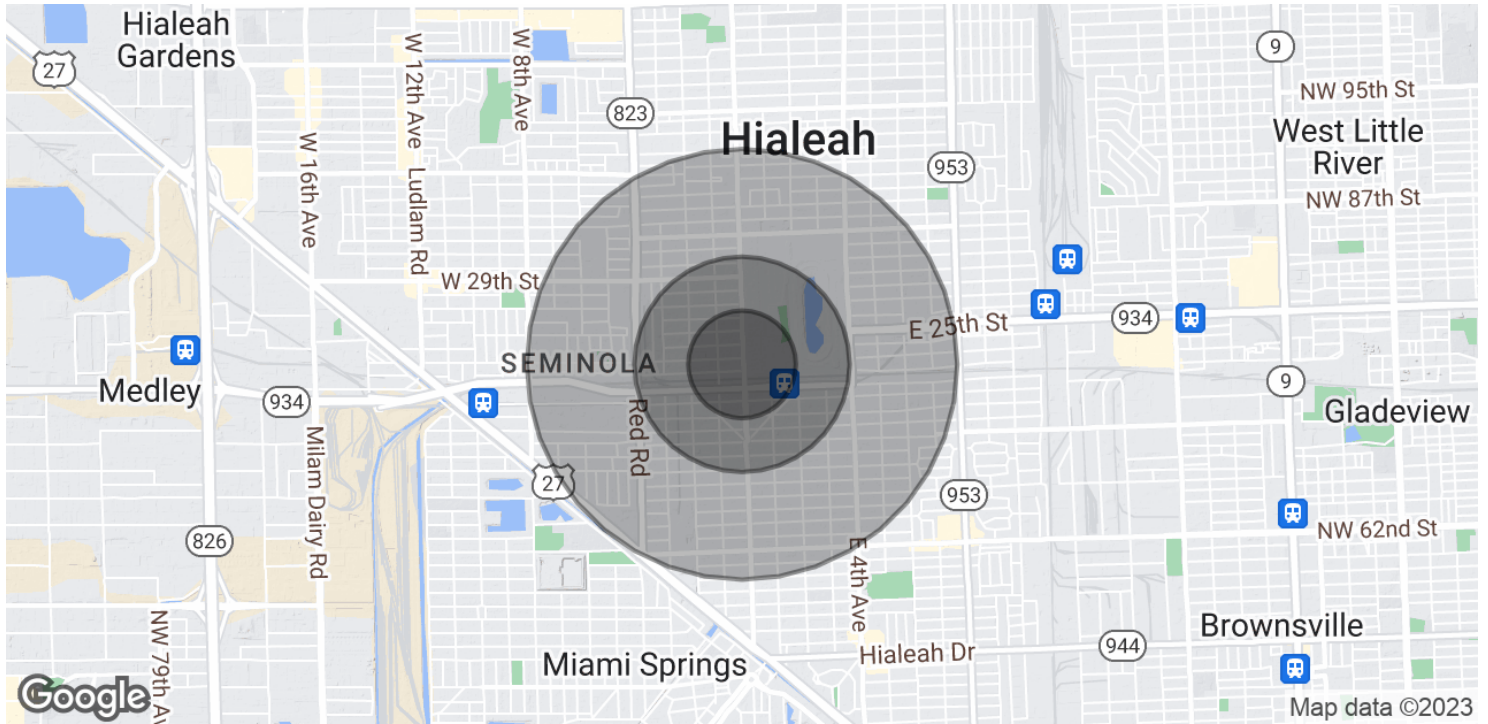 Hialeah
Gardens
27
W 12th Ave
W 8th Ave
9
NW 95th St
823
Hialeah
West Little
River
W 16th Ave
Ludlam Rd
953
NW 87th St
W 29th St
E 25th St
934
SEMINOLA
Medley
934
9
Gladeview
Red Rd
Milam Dairy Rd
27
953
826
NW 62nd St
E 4th Ave
NW 79th Av
Brownsville
Miami Springs
Hialeah Dr
944
Google
Map data ©2023